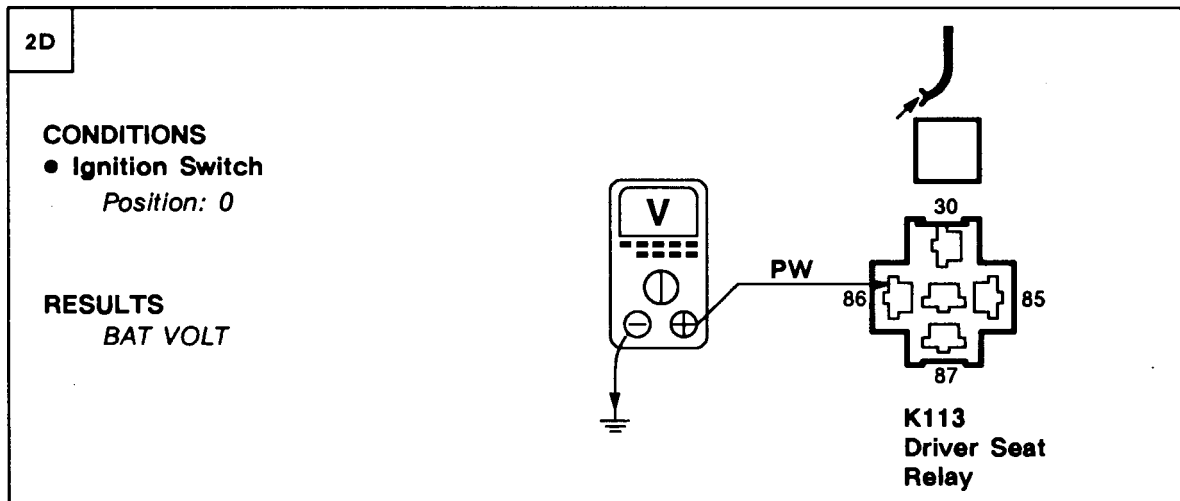 2D
CONDITIONS
● Ignition Switch
Position: 0
RESULTS
BAT VOLT
V
PW
30
86
85
87
K113
Driver Seat
Relay